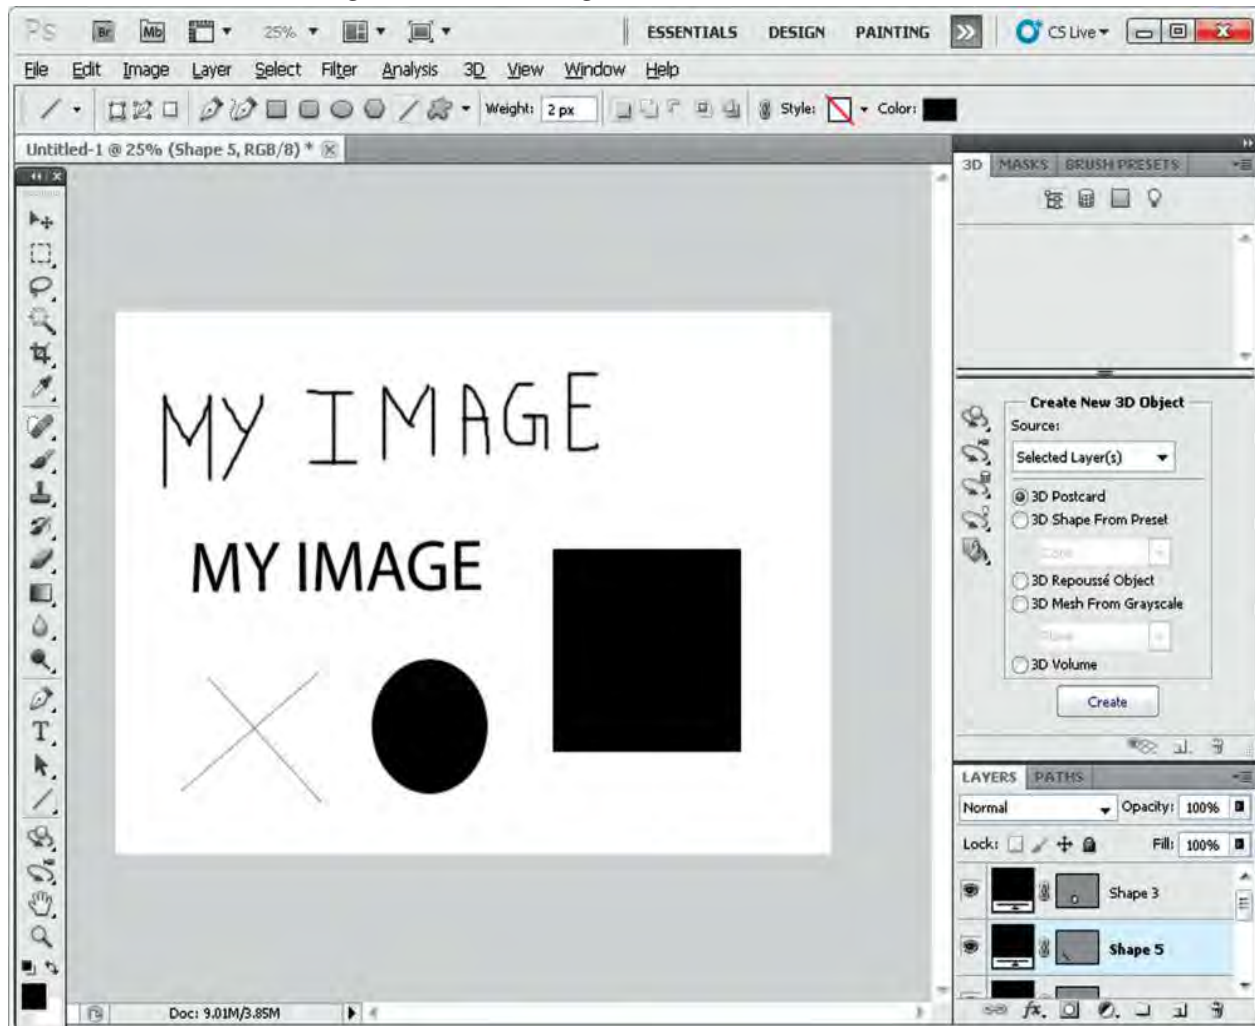 Ps Br Mb 25% ESSENTIALS DESIGN PAINTING CS Live
File Edit Image Layer Select Filter Analysis 3D View Window Help
Weight: 2 px Style: Color:
Untitled-1 @ 25% (Shape 5, RGB/8) *
3D MASKS BRUSH PRESETS
MY IMAGE
MY IMAGE
T
Create New 3D Object
Source:
Selected Layer(s)
3D Postcard
3D Shape From Preset
Cone
3D Repoussé Object
3D Mesh From Grayscale
Plane
3D Volume
Create
LAYERS PATHS
Normal Opacity: 100%
Lock: Fill: 100%
Shape 3
Shape 5
fx.
Doc: 9.01M/3.85M